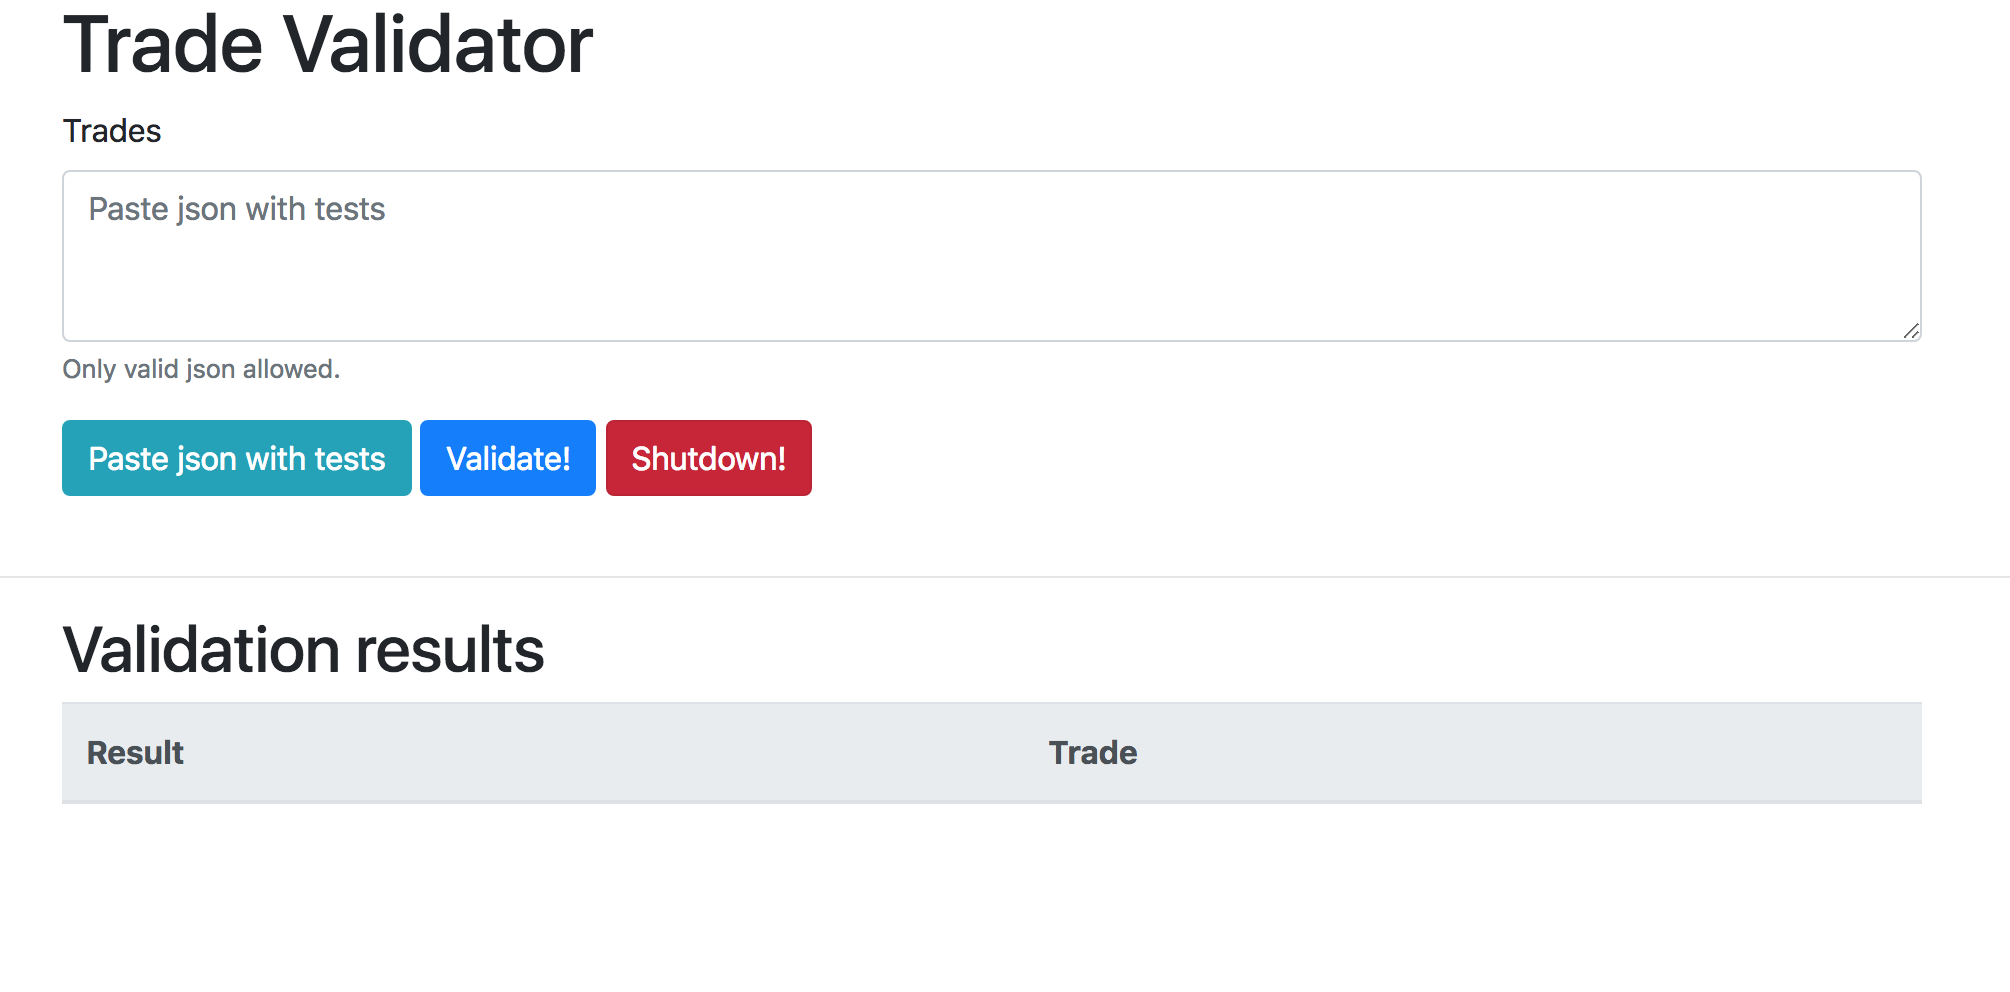 Trade Validator
Trades
Paste json with tests
Only valid json allowed.
Paste json with tests Validate! Shutdown!
Validation results
Result Trade